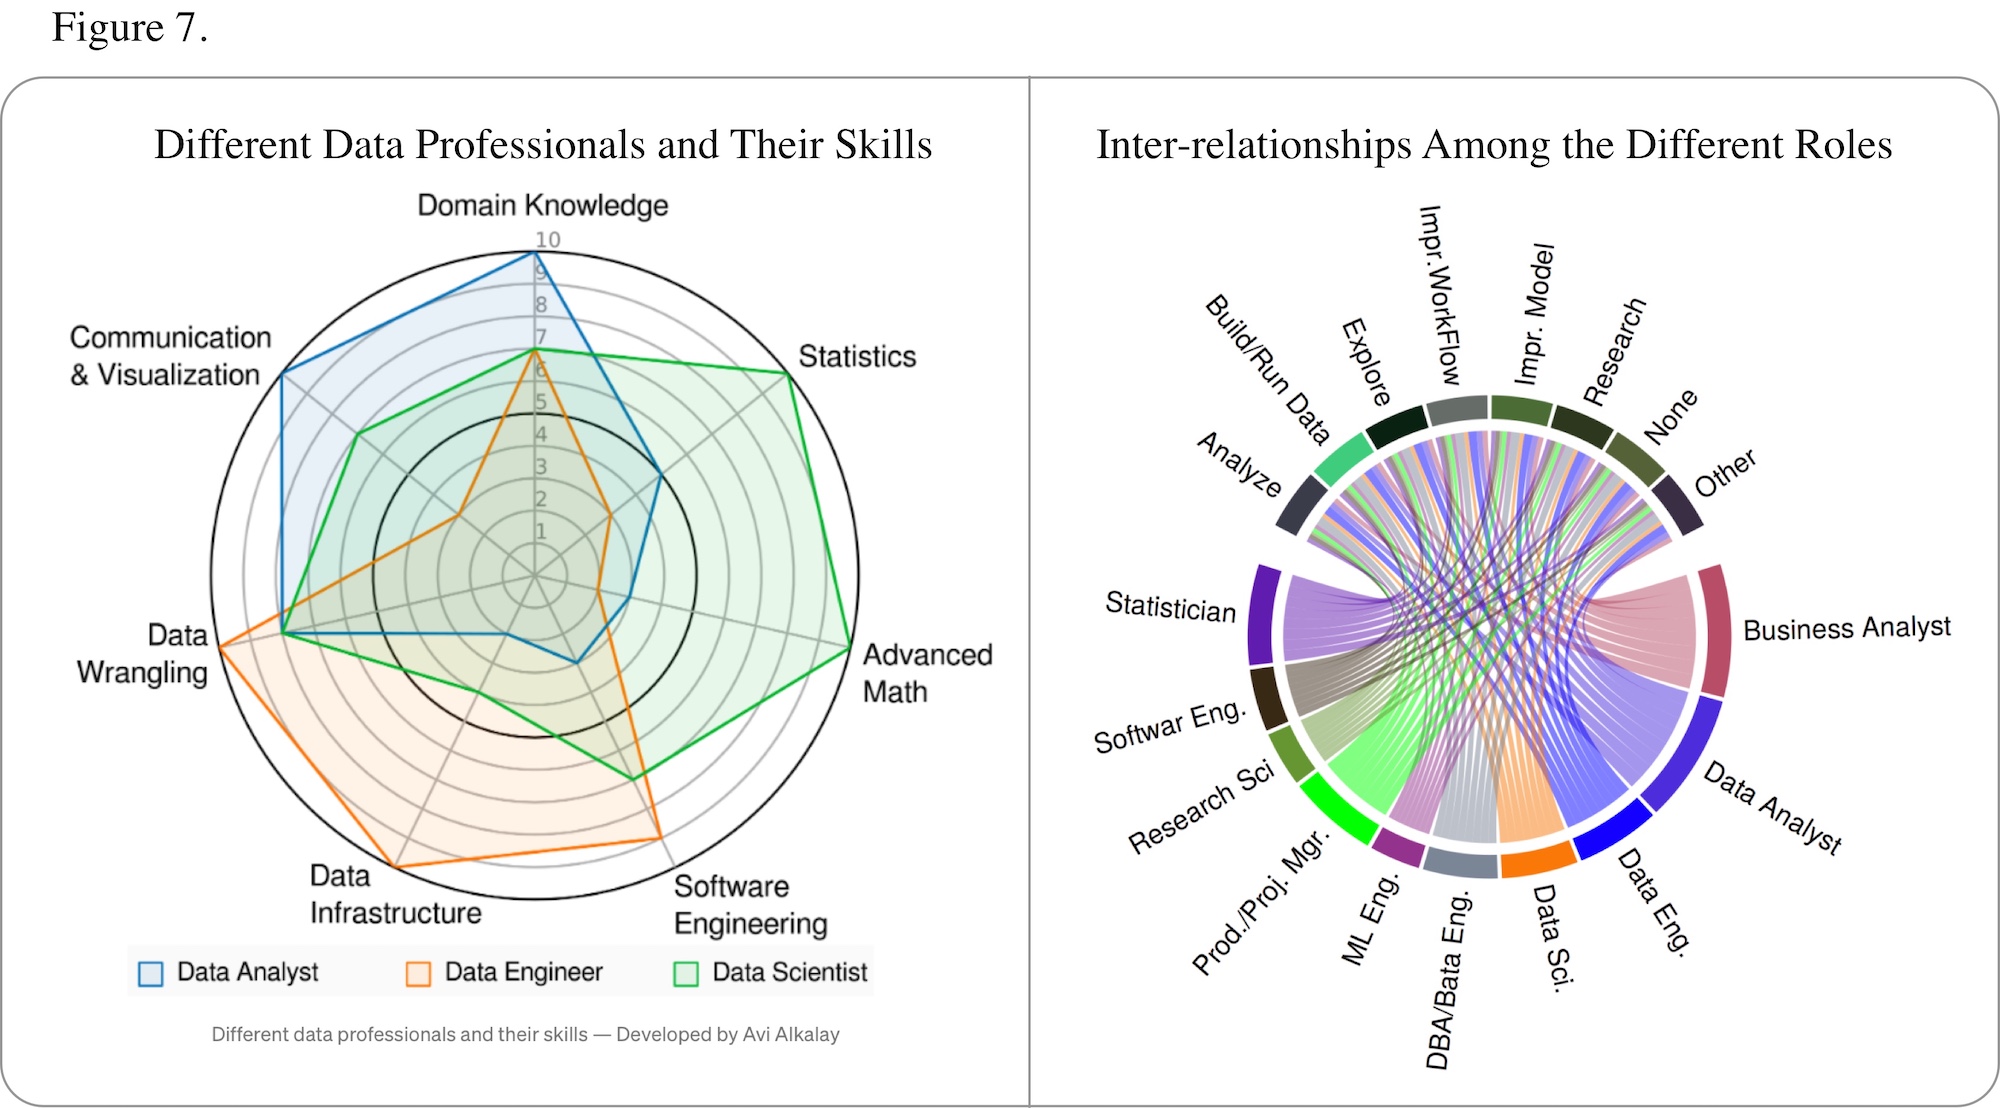 Figure 7.
Different Data Professionals and Their Skills
Domain Knowledge
10
9
8
7
6
5
4
3
2
1
Communication
& Visualization
Statistics
Data
Wrangling
Advanced
Math
Data
Infrastructure
Software
Engineering
Data Analyst
Data Engineer
Data Scientist
Different data professionals and their skills — Developed by Avi Alkalay
Inter-relationships Among the Different Roles
Analyze
Build/Run Data
Explore
Impr.WorkFlow
Impr. Model
Research
None
Other
Business Analyst
Data Analyst
Data Eng.
Data Sci.
DBA/Bata Eng.
ML Eng.
Prod./Proj. Mgr.
Research Sci
Softwar Eng.
Statistician